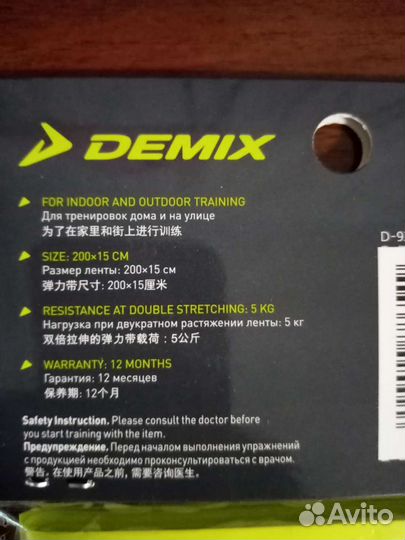 DEMIX
FOR INDOOR AND OUTDOOR TRAINING
Для тренировок дома и на улице
为了在家里和街上进行训练
D-93
SIZE: 200×15 CM
Размер ленты: 200×15 см
弹力带尺寸: 200×15厘米
RESISTANCE AT DOUBLE STRETCHING: 5 KG
Нагрузка при двукратном растяжении ленты: 5 кг
双倍拉伸的弹力带载荷：5公斤
WARRANTY: 12 MONTHS
Гарантия: 12 месяцев
保养期: 12个月
Safety Instruction. Please consult the doctor before
you start training with the item.
Предупреждение. Перед началом выполнения упражнений
с продукцией необходимо проконсультироваться с врачом.
警告. 在使用产品之前, 需要咨询医生.
Avito